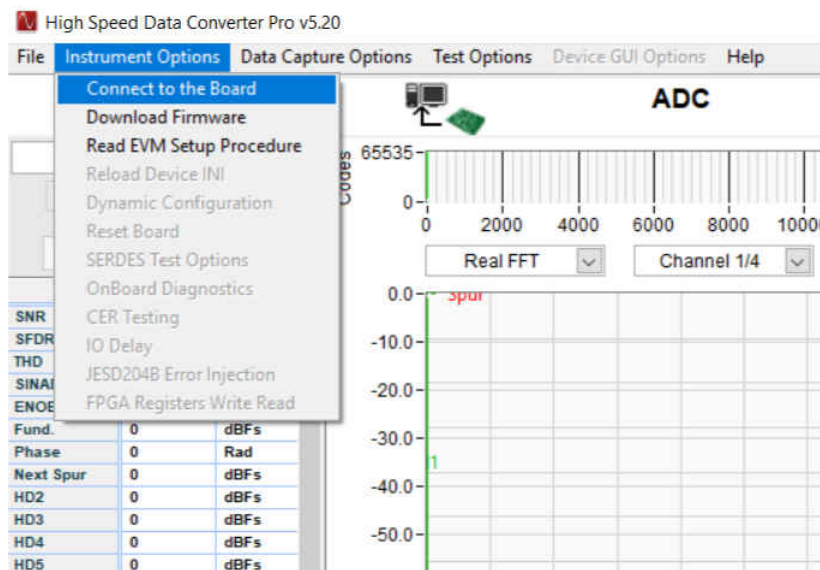 High Speed Data Converter Pro v5.20
File Instrument Options Data Capture Options Test Options Device GUI Options Help
Connect to the Board
Download Firmware
Read EVM Setup Procedure
Reload Device INI
Dynamic Configuration
Reset Board
SERDES Test Options
OnBoard Diagnostics
CER Testing
IO Delay
JESD204B Error Injection
FPGA Registers Write Read
ADC
Codes
65535
0
0 2000 4000 6000 8000
Real FFT Channel 1/4
Spur
0.0
-10.0
-20.0
-30.0
-40.0
-50.0
1
SNR
SFDR
THD
ENOB
Fund. 0 dBFs
Phase 0 Rad
Next Spur 0 dBFs
HD2 0 dBFs
HD3 0 dBFs
HD4 0 dBFs
HD5 0 dBFs